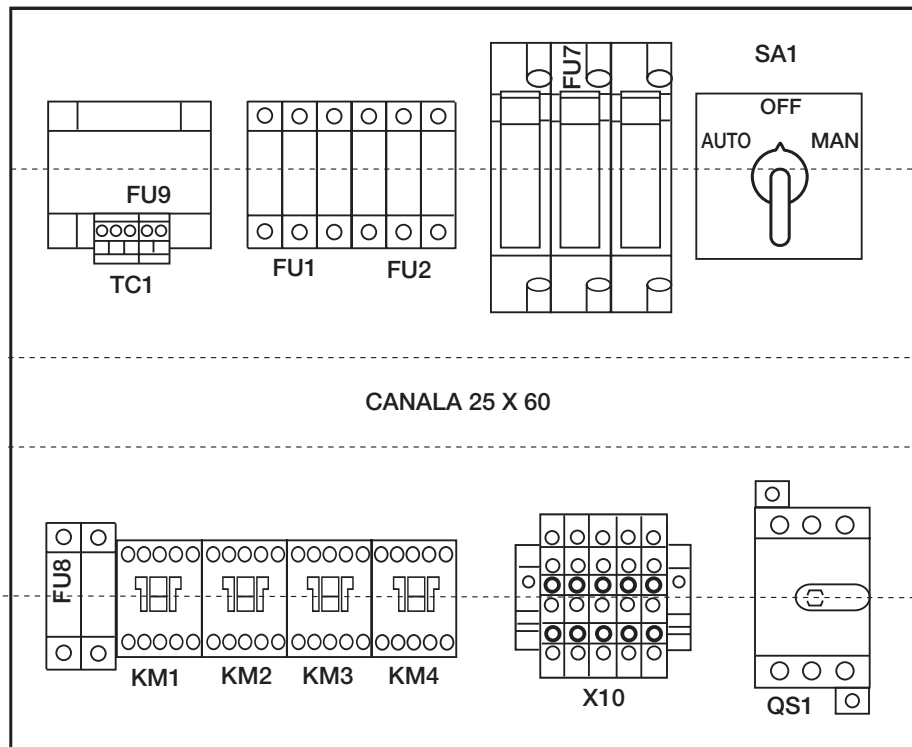 SA1
FU7
OFF
AUTO
MAN
FU9
TC1
FU1
FU2
CANALA 25 X 60
FU8
KM1
KM2
KM3
KM4
X10
QS1